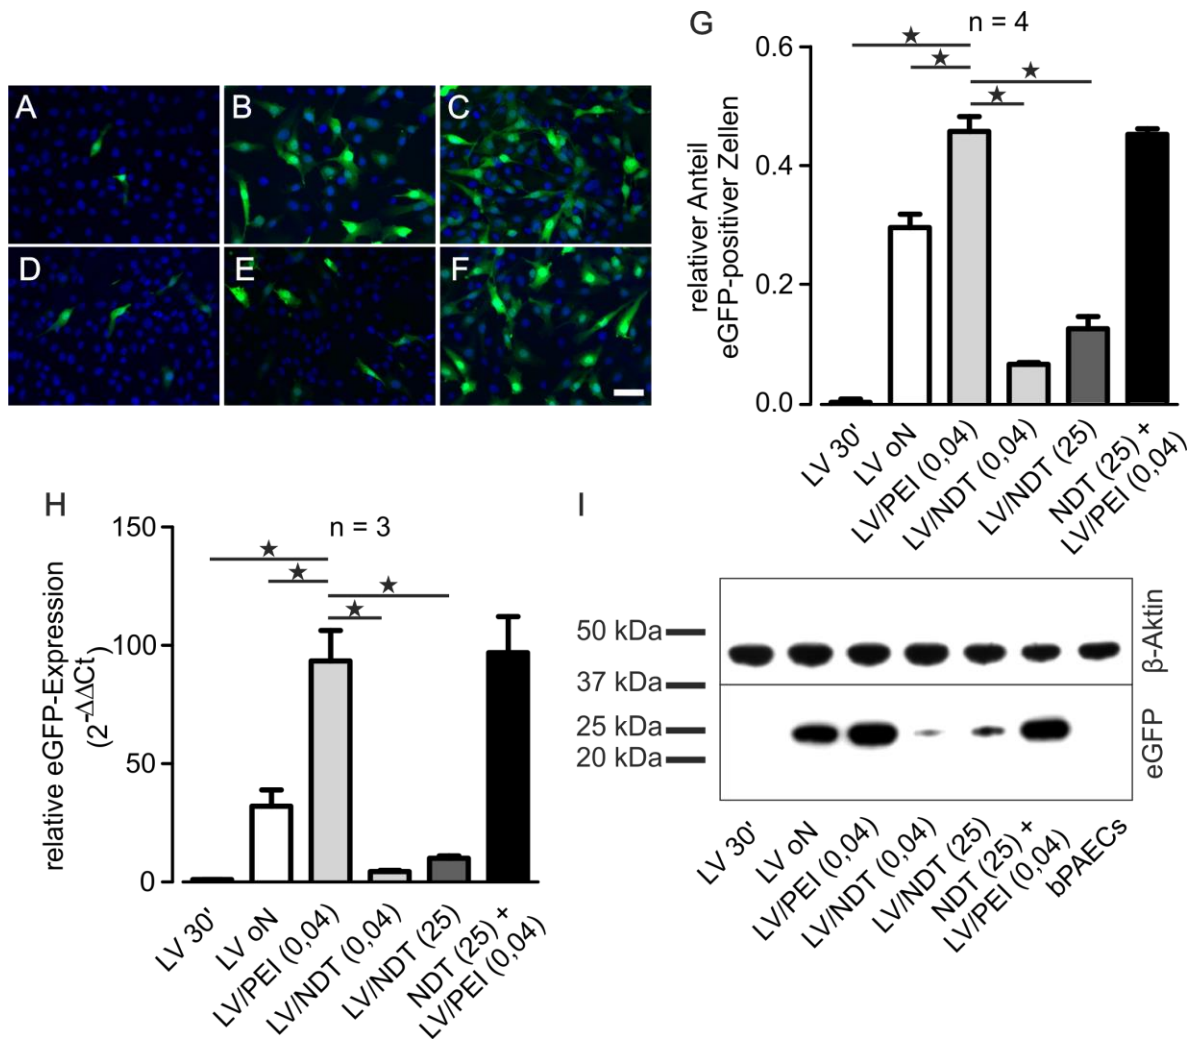 A
B
C
D
E
F
G
n = 4
relativer Anteil
eGFP-positiver Zellen
0.6
0.4
0.2
0.0
LV 30'
LV oN
LV/PEI (0,04)
LV/NDT (0,04)
LV/NDT (25)
NDT (25) +
LV/PEI (0,04)
H
n = 3
relative eGFP-Expression
(2^-ΔΔCt)
150
100
50
0
LV 30'
LV oN
LV/PEI (0,04)
LV/NDT (0,04)
LV/NDT (25)
NDT (25) +
LV/PEI (0,04)
I
50 kDa
37 kDa
25 kDa
20 kDa
β-Aktin
eGFP
LV 30'
LV oN
LV/PEI (0,04)
LV/NDT (0,04)
LV/NDT (25)
NDT (25) +
LV/PEI (0,04)
bPAECs